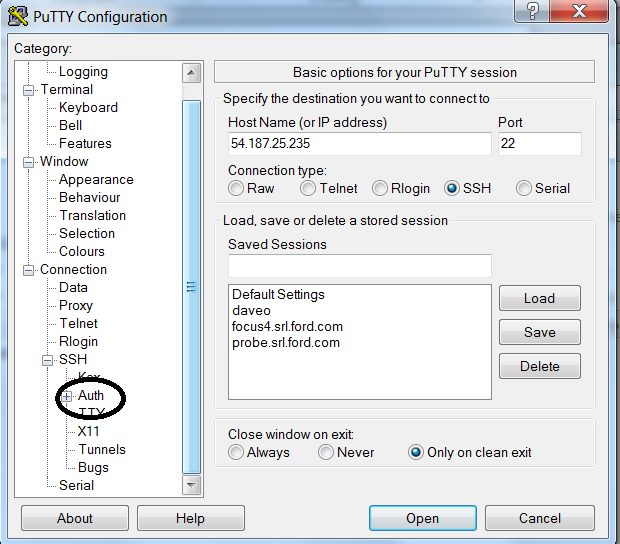 PuTTY Configuration
Category:
Logging
Terminal
Keyboard
Bell
Features
Window
Appearance
Behaviour
Translation
Selection
Colours
Connection
Data
Proxy
Telnet
Rlogin
SSH
Kex
Auth
TTY
X11
Tunnels
Bugs
Serial
Basic options for your PuTTY session
Specify the destination you want to connect to
Host Name (or IP address) Port
54.187.25.235 22
Connection type:
Raw Telnet Rlogin SSH Serial
Load, save or delete a stored session
Saved Sessions
Default Settings
daveo
focus4.srl.ford.com
probe.srl.ford.com
Load
Save
Delete
Close window on exit:
Always Never Only on clean exit
About Help Open Cancel